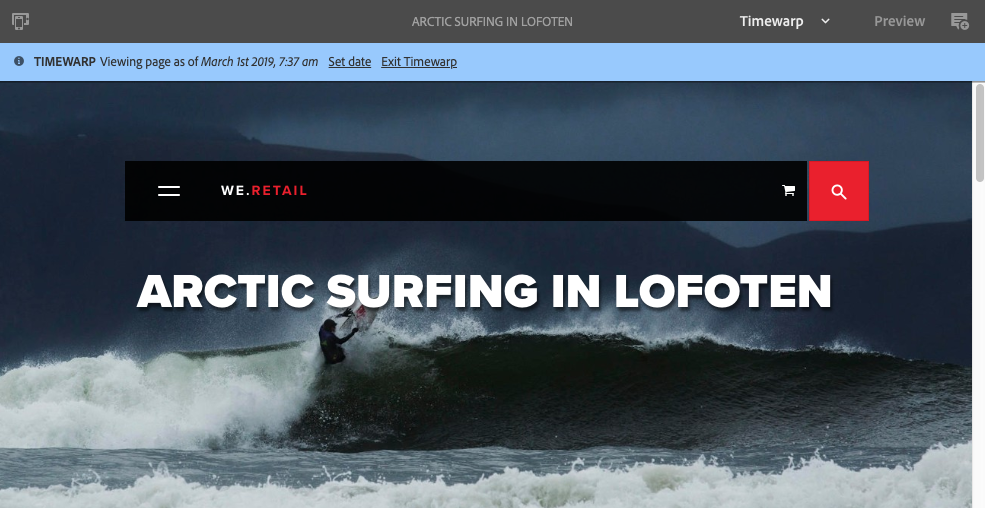 ARCTIC SURFING IN LOFOTEN Timewarp Preview
TIMEWARP Viewing page as of March 1st 2019, 7:37 am Set date Exit Timewarp
WE.RETAIL
ARCTIC SURFING IN LOFOTEN